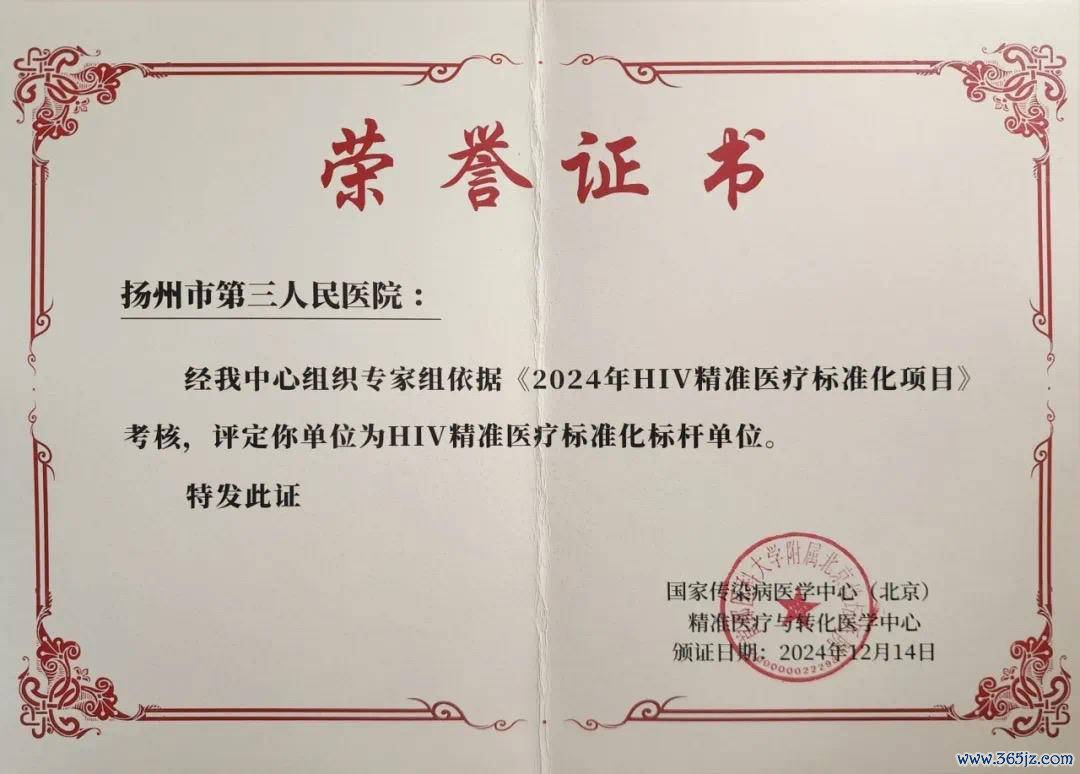 荣誉证书
扬州市第三人民医院：
经我中心组织专家组依据《2024年HIV精准医疗标准化项目》
考核，评定你单位为HIV精准医疗标准化标杆单位。
特发此证
国家传染病医学中心（北京）
精准医疗与转化医学中心
颁证日期：2024年12月14日
www.365jz.com